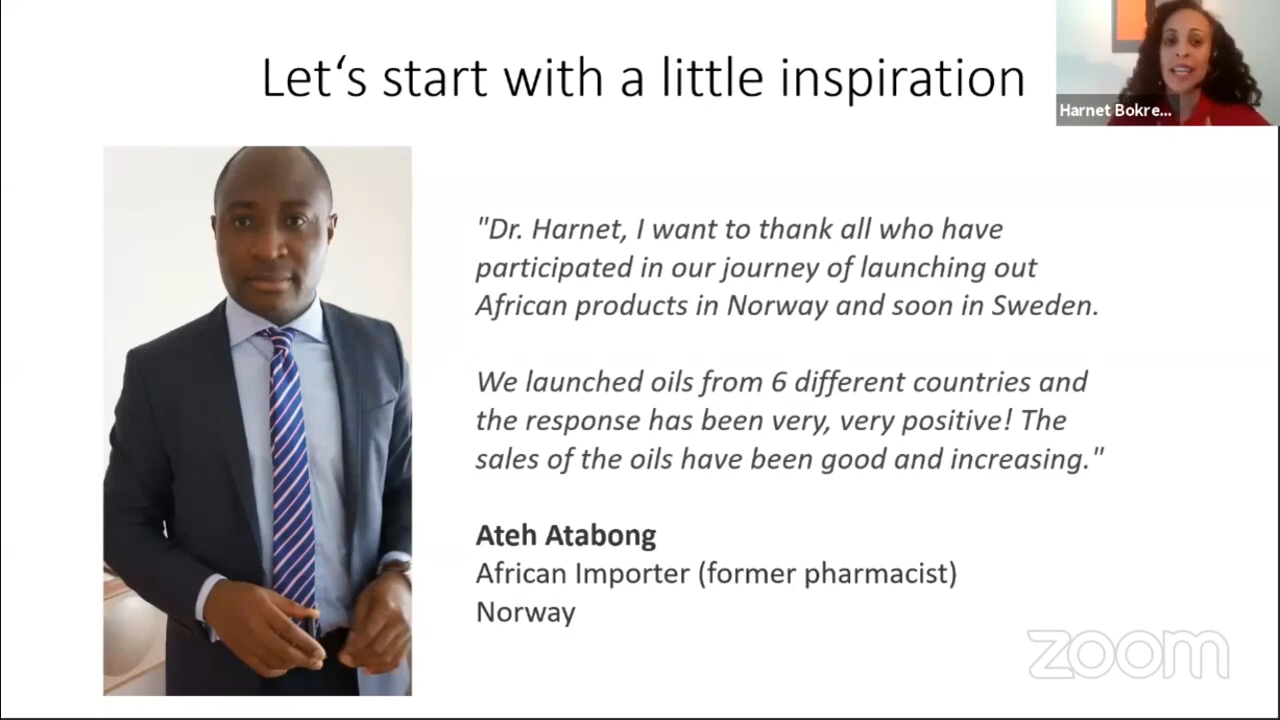 Let‘s start with a little inspiration
Harnet Bokre...
"Dr. Harnet, I want to thank all who have
participated in our journey of launching out
African products in Norway and soon in Sweden.
We launched oils from 6 different countries and
the response has been very, very positive! The
sales of the oils have been good and increasing."
Ateh Atabong
African Importer (former pharmacist)
Norway
zoom